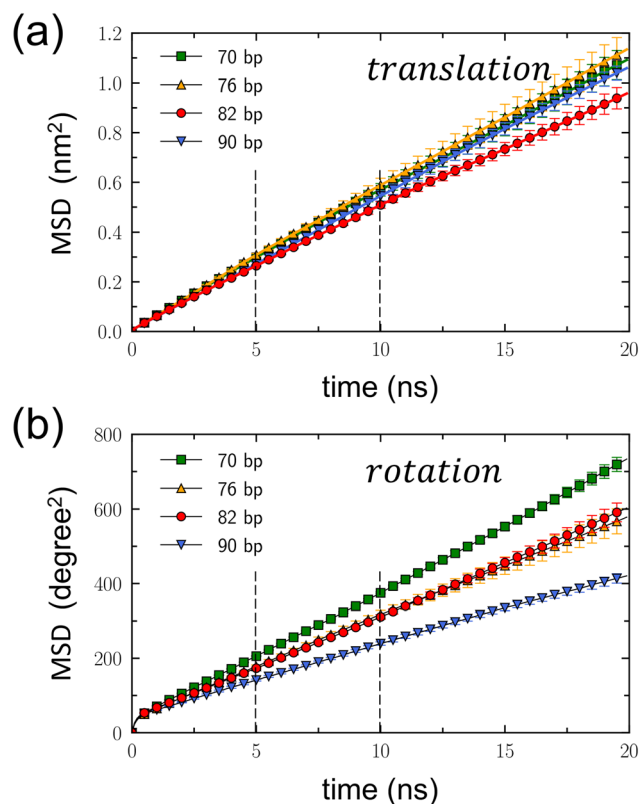 (a)
translation
70 bp
76 bp
82 bp
90 bp
MSD (nm²)
1.2
1.0
0.8
0.6
0.4
0.2
0.0
0 5 10 15 20
time (ns)
(b)
rotation
70 bp
76 bp
82 bp
90 bp
MSD (degree²)
800
600
400
200
0
0 5 10 15 20
time (ns)